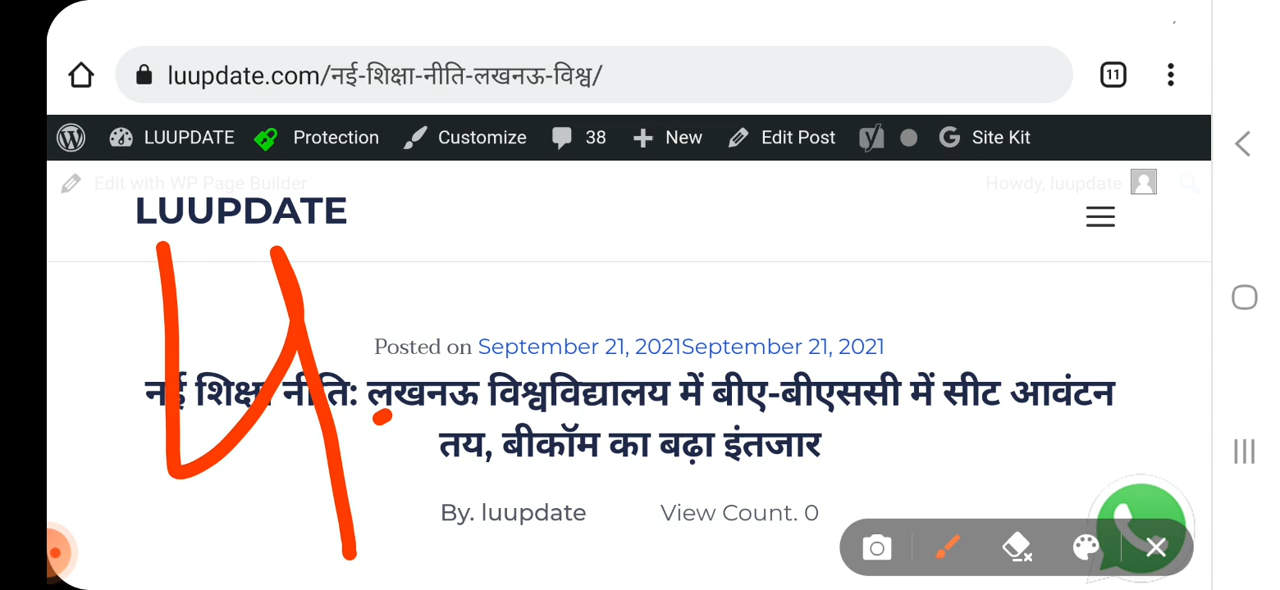 luupdate.com/नई-शिक्षा-नीति-लखनऊ-विश्व/
11
LUUPDATE Protection Customize 38 New Edit Post Site Kit
Edit with WP Page Builder
Howdy, luupdate
LUUPDATE
Posted on September 21, 2021September 21, 2021
नई शिक्षा नीति: लखनऊ विश्वविद्यालय में बीए-बीएससी में सीट आवंटन
तय, बीकॉम का बढ़ा इंतजार
By. luupdate View Count. 0